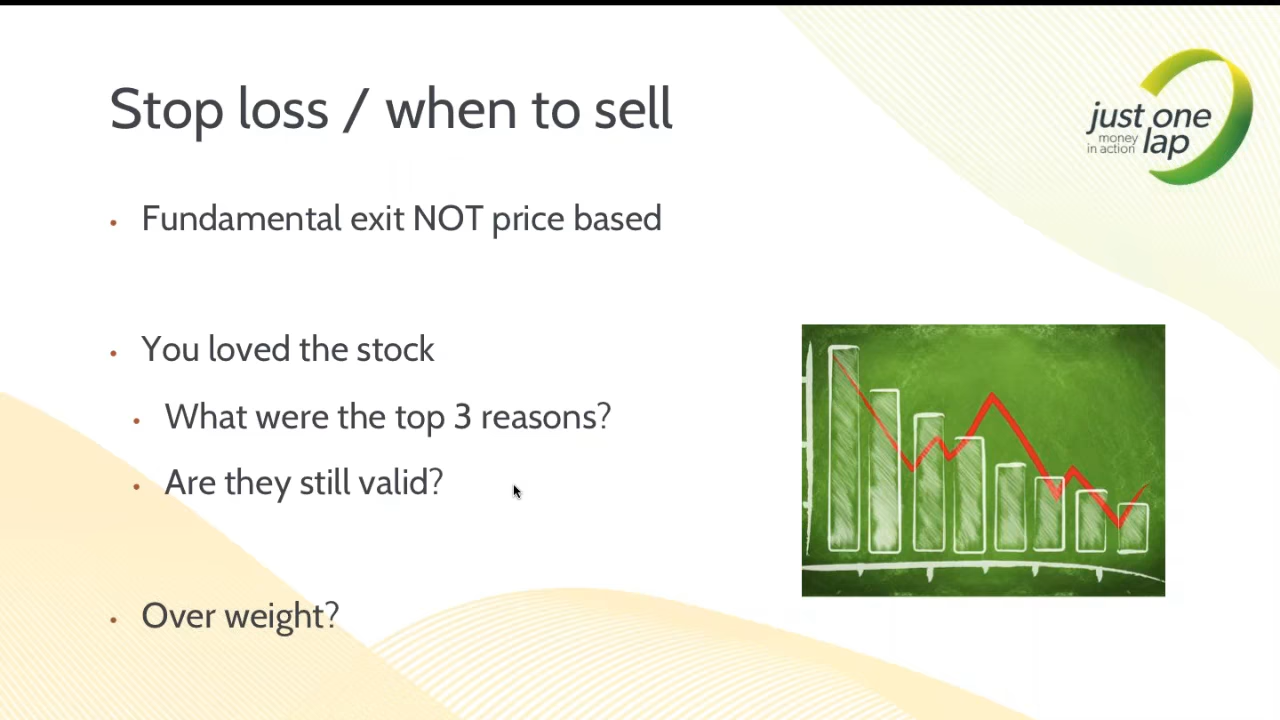 Stop loss / when to sell
just one
money
in action lap
• Fundamental exit NOT price based
• You loved the stock
• What were the top 3 reasons?
• Are they still valid?
• Over weight?